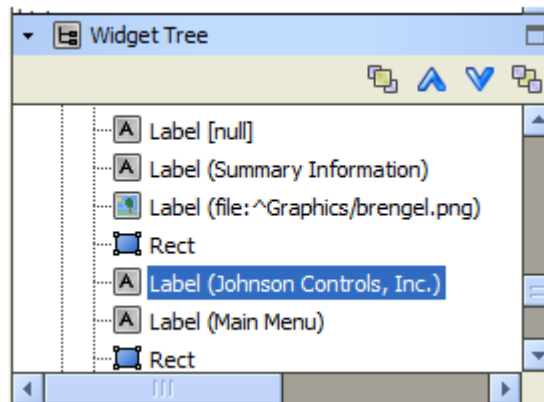 Widget Tree
Label [null]
Label (Summary Information)
Label (file:^Graphics/brengel.png)
Rect
Label (Johnson Controls, Inc.)
Label (Main Menu)
Rect